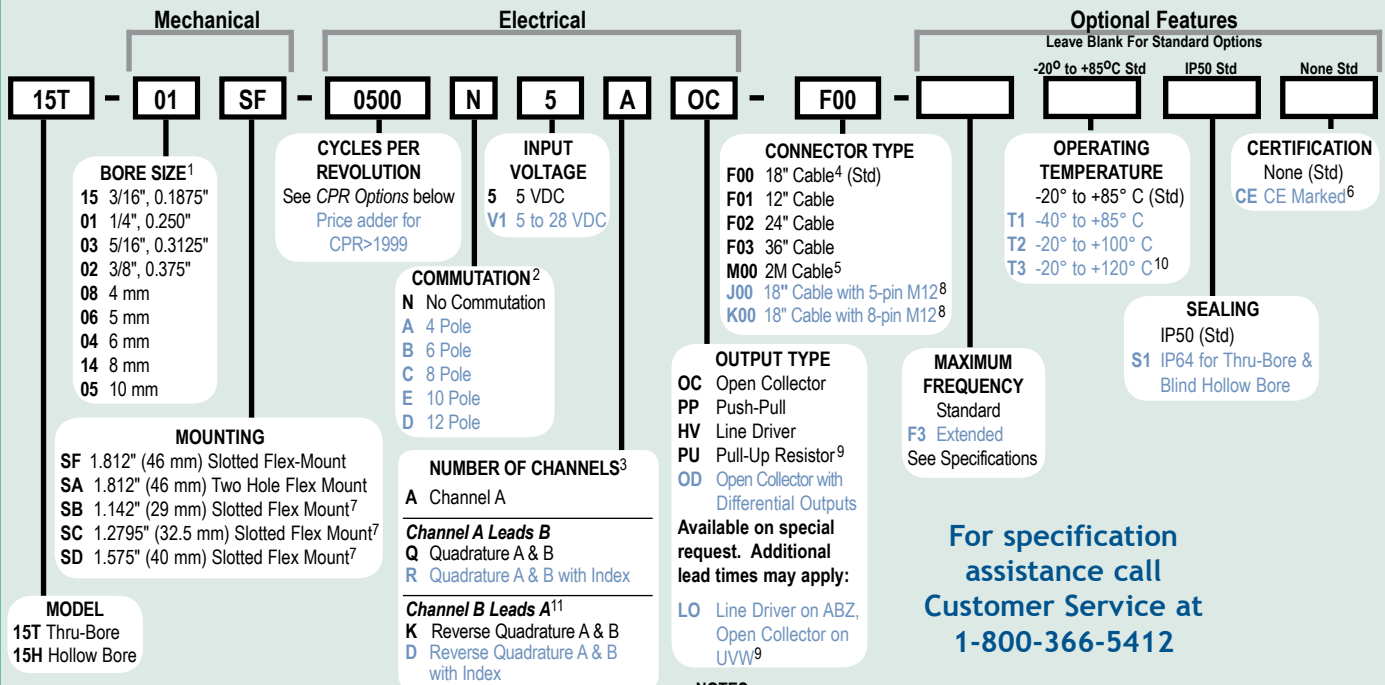 Mechanical
Electrical
Optional Features
Leave Blank For Standard Options
-20º to +85ºC Std
IP50 Std
None Std
15T - 01 SF - 0500 N 5 A OC - F00 -
BORE SIZE1
15 3/16", 0.1875"
01 1/4", 0.250"
03 5/16", 0.3125"
02 3/8", 0.375"
08 4 mm
06 5 mm
04 6 mm
14 8 mm
05 10 mm
CYCLES PER
REVOLUTION
See CPR Options below
Price adder for
CPR>1999
INPUT
VOLTAGE
5 5 VDC
V1 5 to 28 VDC
CONNECTOR TYPE
F00 18" Cable4 (Std)
F01 12" Cable
F02 24" Cable
F03 36" Cable
M00 2M Cable5
J00 18" Cable with 5-pin M128
K00 18" Cable with 8-pin M128
OPERATING
TEMPERATURE
-20° to +85° C (Std)
T1 -40° to +85° C
T2 -20° to +100° C
T3 -20° to +120° C10
CERTIFICATION
None (Std)
CE CE Marked6
COMMUTATION2
N No Commutation
A 4 Pole
B 6 Pole
C 8 Pole
E 10 Pole
D 12 Pole
SEALING
IP50 (Std)
S1 IP64 for Thru-Bore &
Blind Hollow Bore
OUTPUT TYPE
OC Open Collector
PP Push-Pull
HV Line Driver
PU Pull-Up Resistor9
OD Open Collector with
Differential Outputs
Available on special
request. Additional
lead times may apply:
LO Line Driver on ABZ,
Open Collector on
UVW9
MAXIMUM
FREQUENCY
Standard
F3 Extended
See Specifications
MOUNTING
SF 1.812" (46 mm) Slotted Flex-Mount
SA 1.812" (46 mm) Two Hole Flex Mount
SB 1.142" (29 mm) Slotted Flex Mount7
SC 1.2795" (32.5 mm) Slotted Flex Mount7
SD 1.575" (40 mm) Slotted Flex Mount7
NUMBER OF CHANNELS3
A Channel A
Channel A Leads B
Q Quadrature A & B
R Quadrature A & B with Index
Channel B Leads A11
K Reverse Quadrature A & B
D Reverse Quadrature A & B
with Index
MODEL
15T Thru-Bore
15H Hollow Bore
For specification
assistance call
Customer Service at
1-800-366-5412